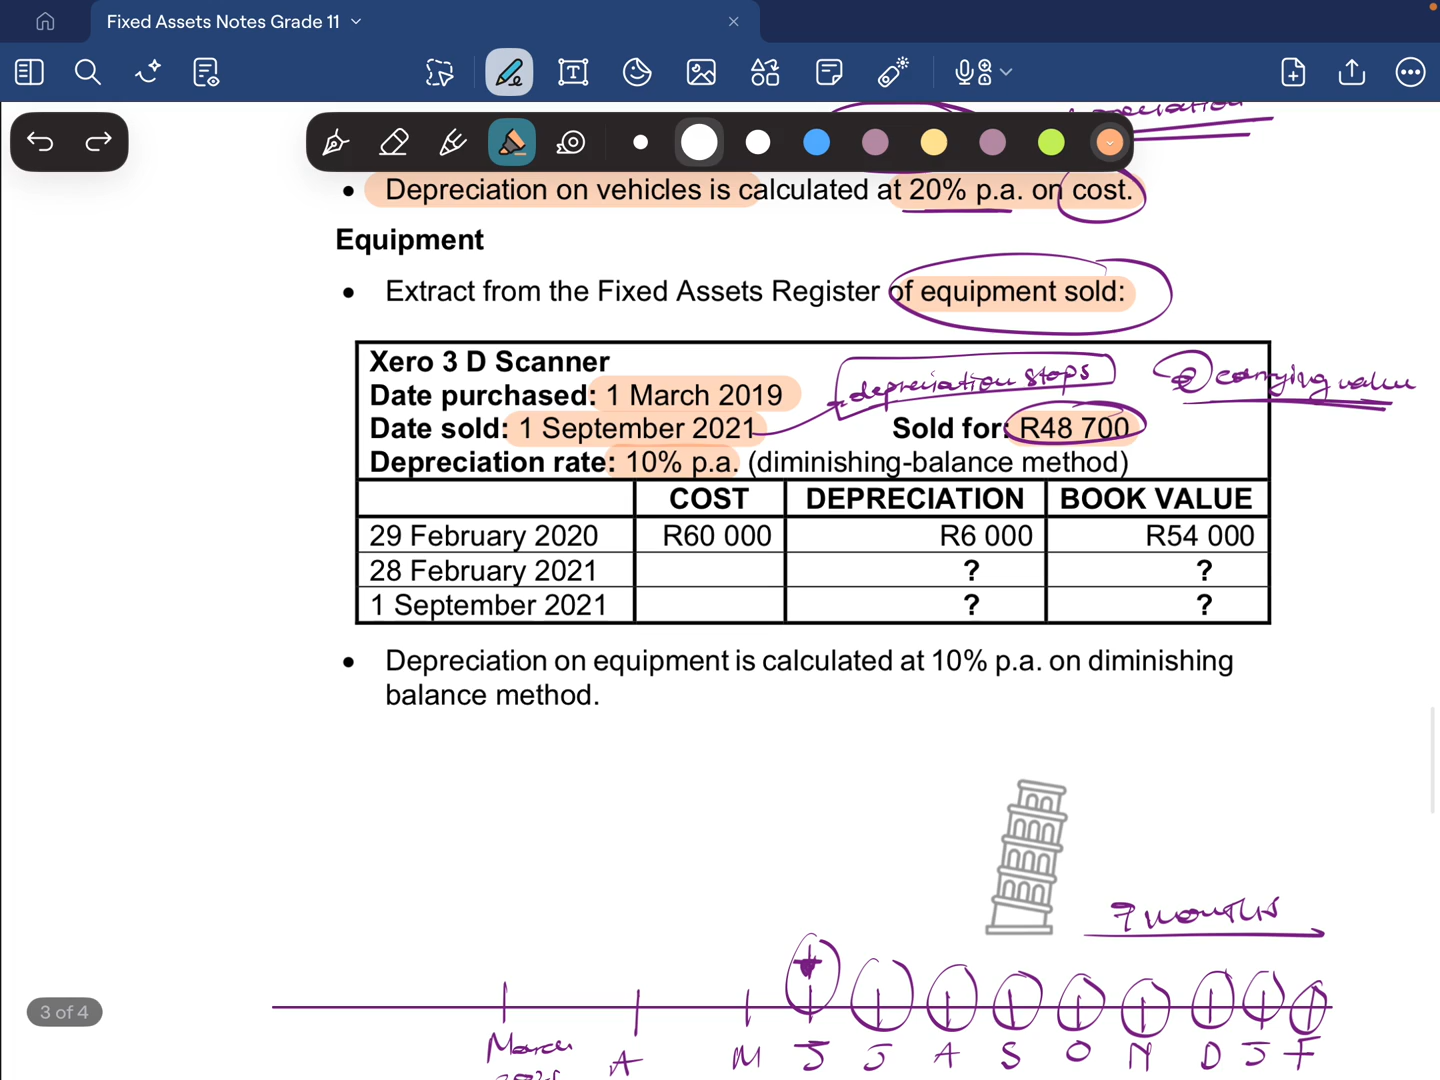 Fixed Assets Notes Grade 11
depreciation
• Depreciation on vehicles is calculated at 20% p.a. on cost.
Equipment
• Extract from the Fixed Assets Register of equipment sold:
Xero 3 D Scanner
depreciation stops
② carrying value
Date purchased: 1 March 2019
Date sold: 1 September 2021 Sold for: R48 700
Depreciation rate: 10% p.a. (diminishing-balance method)
COST DEPRECIATION BOOK VALUE
29 February 2020 R60 000 R6 000 R54 000
28 February 2021 ? ?
1 September 2021 ? ?
• Depreciation on equipment is calculated at 10% p.a. on diminishing
balance method.
9 months
3 of 4
March A M J J A S O N D J F